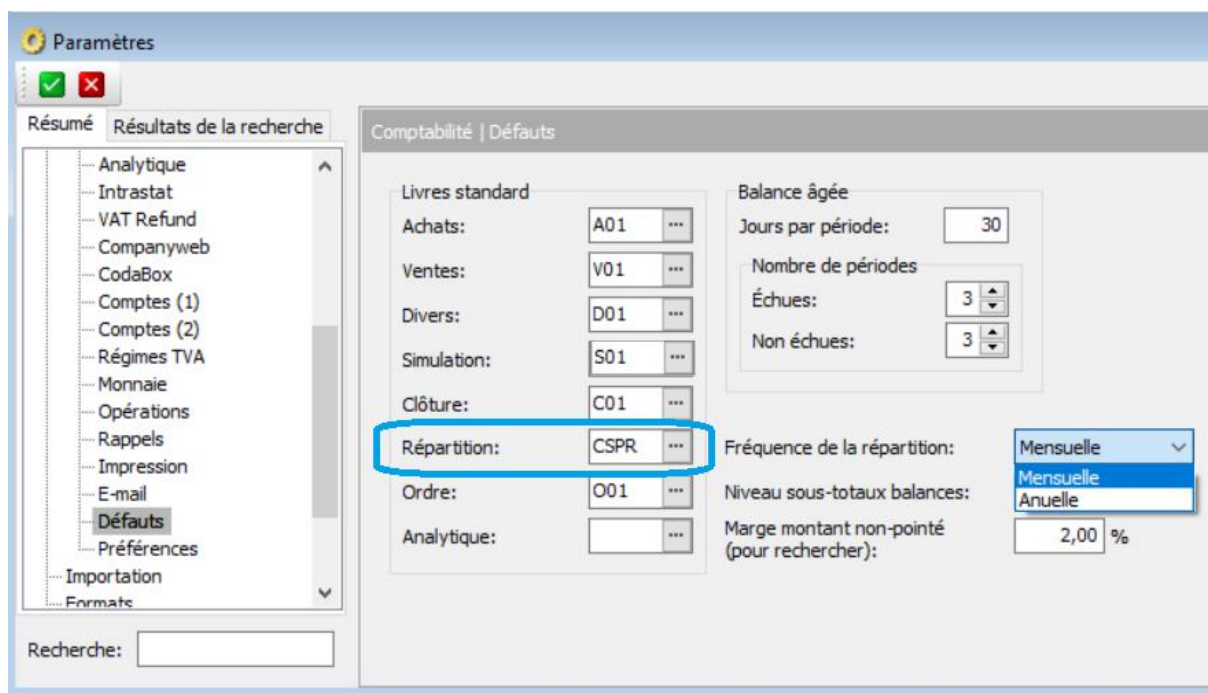 Paramètres
Résumé
Résultats de la recherche
Analytique
Intrastat
VAT Refund
Companyweb
CodaBox
Comptes (1)
Comptes (2)
Régimes TVA
Monnaie
Opérations
Rappels
Impression
E-mail
Défauts
Préférences
Importation
Formats
Recherche:
Comptabilité | Défauts
Livres standard
Achats: A01 ...
Ventes: V01 ...
Divers: D01 ...
Simulation: S01 ...
Clôture: C01 ...
Répartition: CSPR ...
Ordre: O01 ...
Analytique: ...
Balance âgée
Jours par période: 30
Nombre de périodes
Échues: 3
Non échues: 3
Fréquence de la répartition: Mensuelle
Mensuelle
Anuelle
Niveau sous-totaux balances:
Marge montant non-pointé
(pour rechercher): 2,00 %